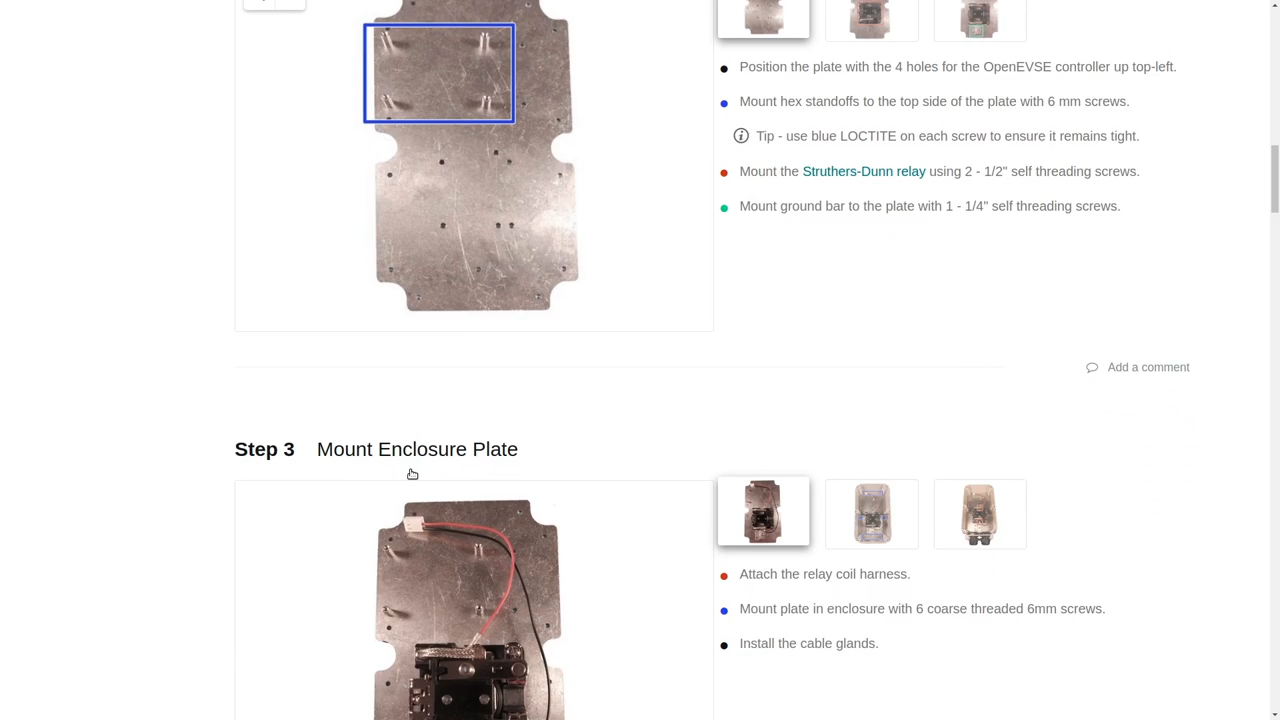 Position the plate with the 4 holes for the OpenEVSE controller up top-left.
Mount hex standoffs to the top side of the plate with 6 mm screws.
Tip - use blue LOCTITE on each screw to ensure it remains tight.
Mount the Struthers-Dunn relay using 2 - 1/2" self threading screws.
Mount ground bar to the plate with 1 - 1/4" self threading screws.
Add a comment
Step 3 Mount Enclosure Plate
Attach the relay coil harness.
Mount plate in enclosure with 6 coarse threaded 6mm screws.
Install the cable glands.